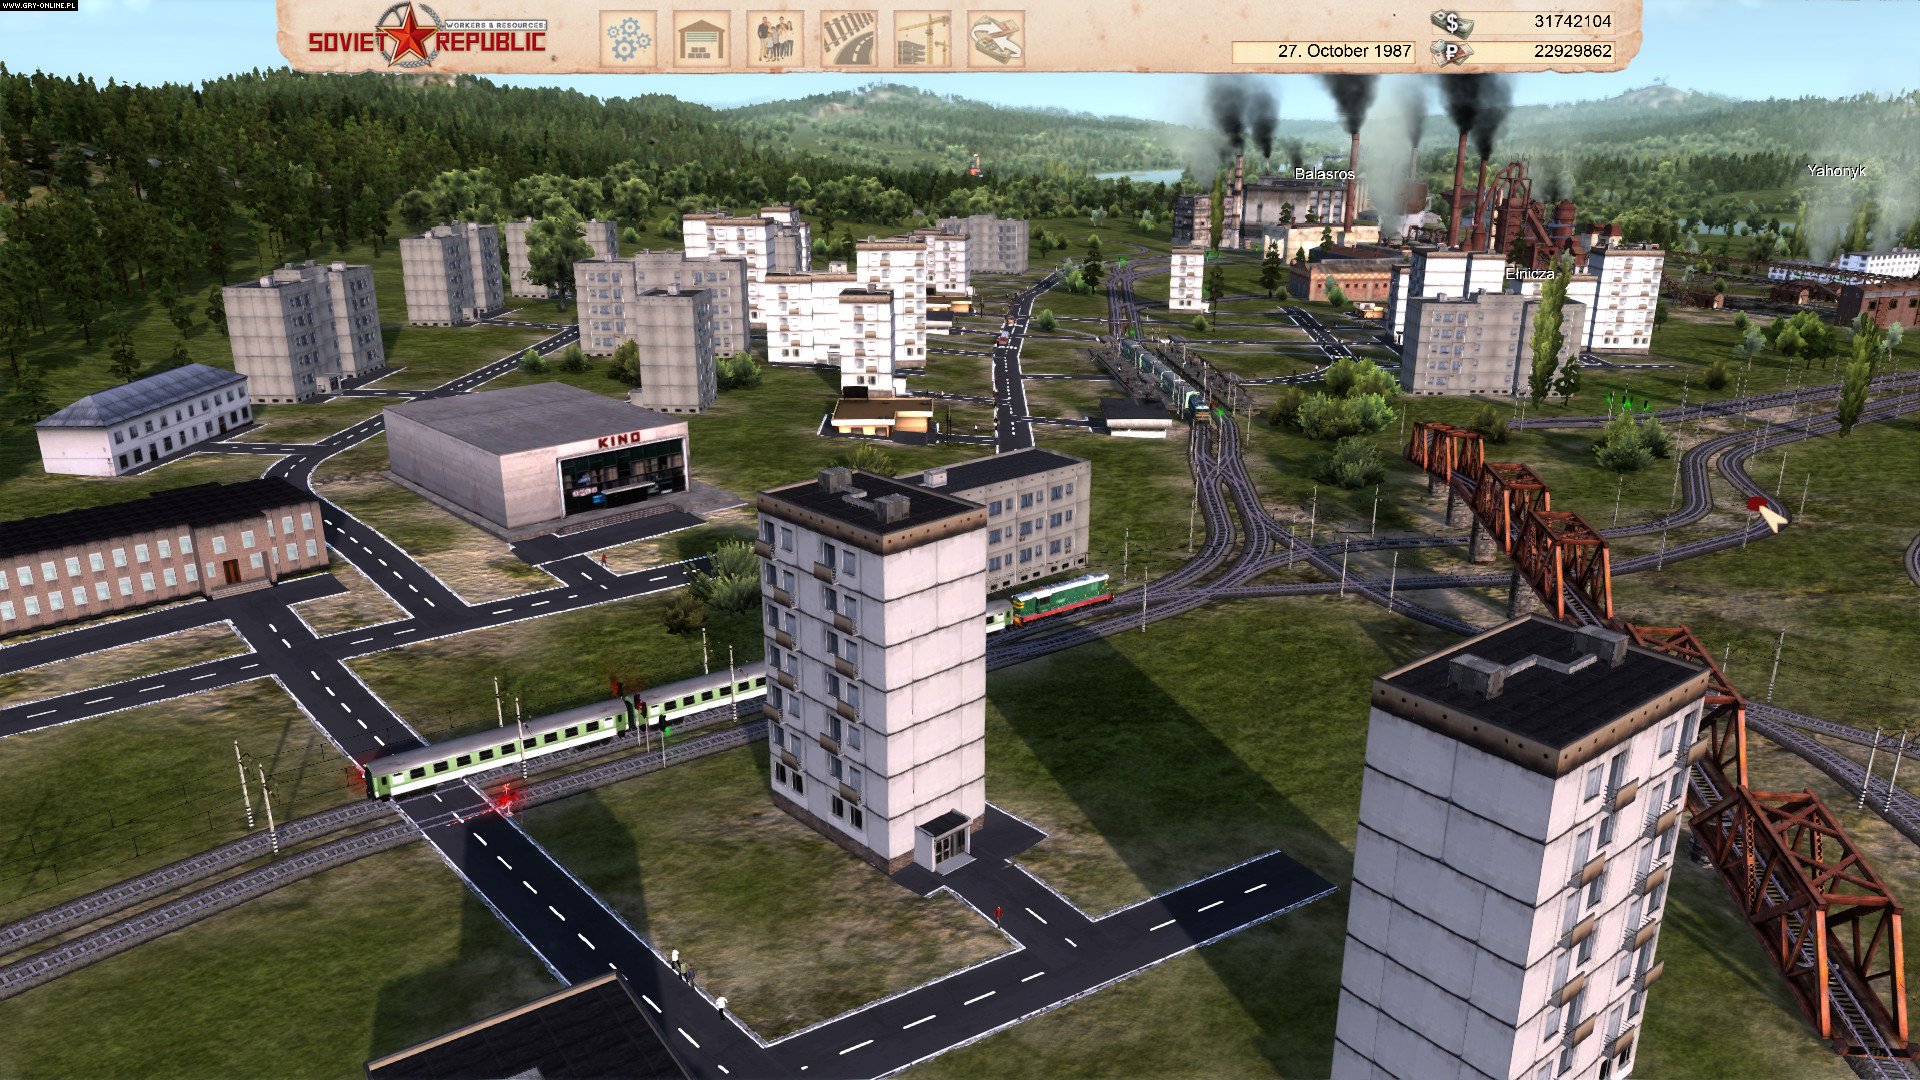 WWW.GRY-ONLINE.PL
WORKERS & RESOURCES:
SOVIET REPUBLIC
31742104
27. October 1987
22929862
Balasros
Yahonyk
Elnicza
KINO